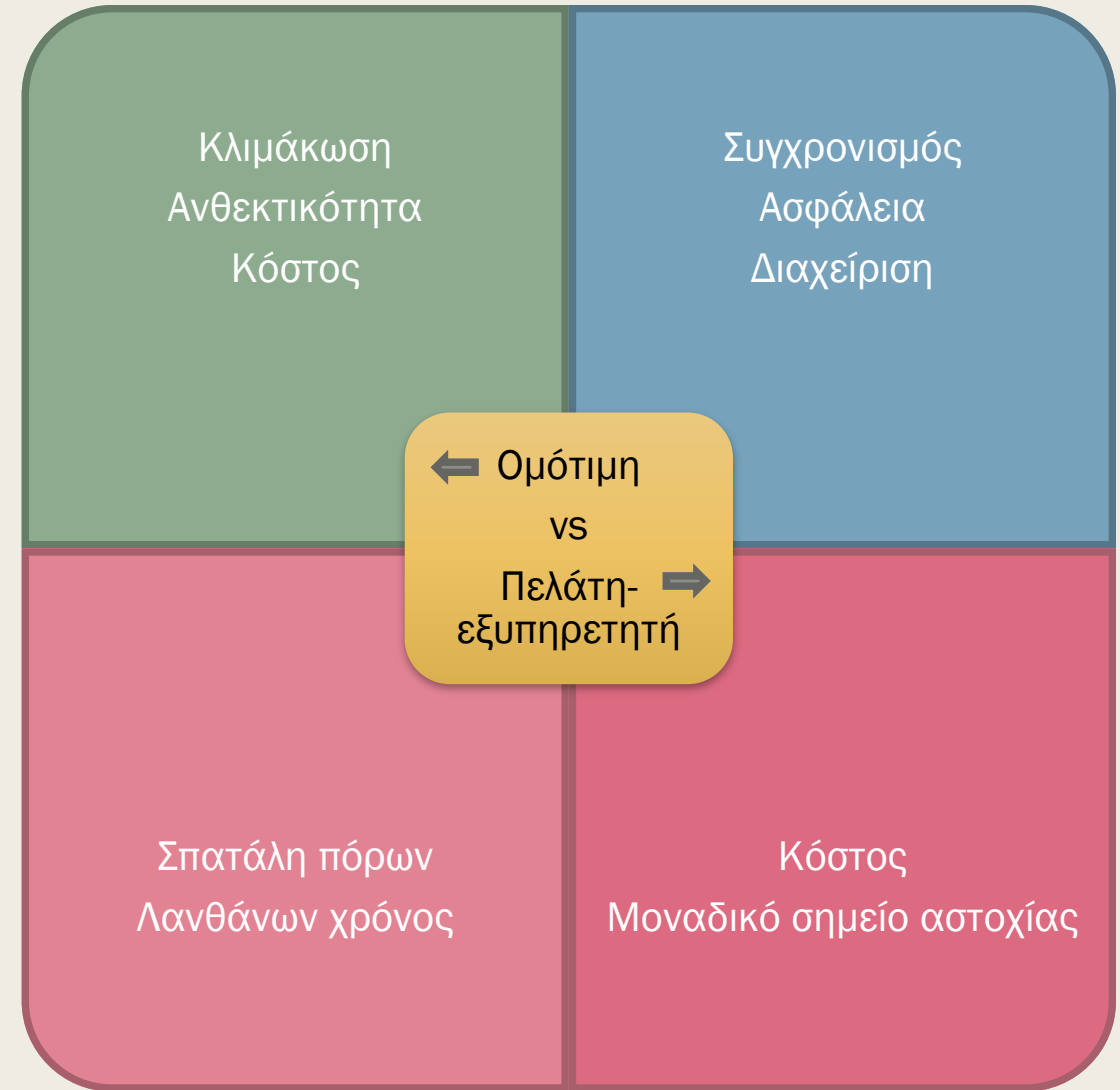 Κλιμάκωση
Ανθεκτικότητα
Κόστος
Συγχρονισμός
Ασφάλεια
Διαχείριση
Ομότιμη
vs
Πελάτη-
εξυπηρετητή
Σπατάλη πόρων
Λανθάνων χρόνος
Κόστος
Μοναδικό σημείο αστοχίας